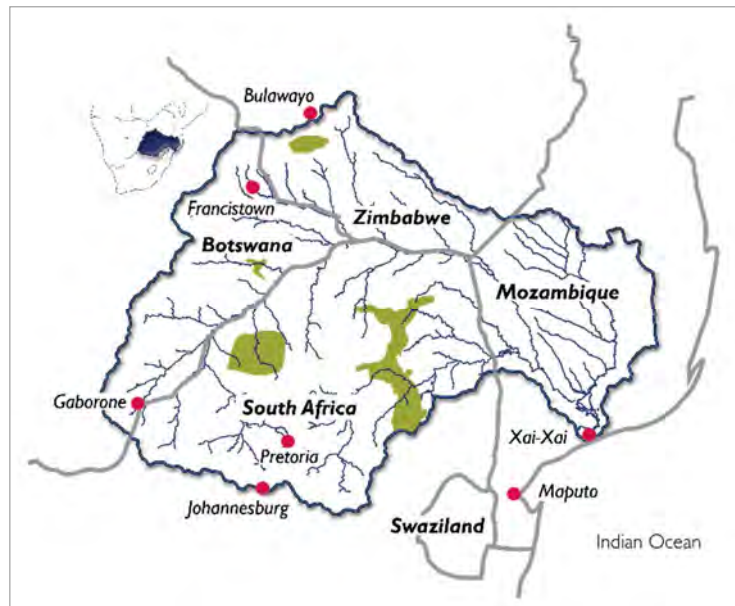 Bulawayo
Francistown
Zimbabwe
Botswana
Mozambique
Gaborone
South Africa
Pretoria
Xai-Xai
Johannesburg
Maputo
Swaziland
Indian Ocean